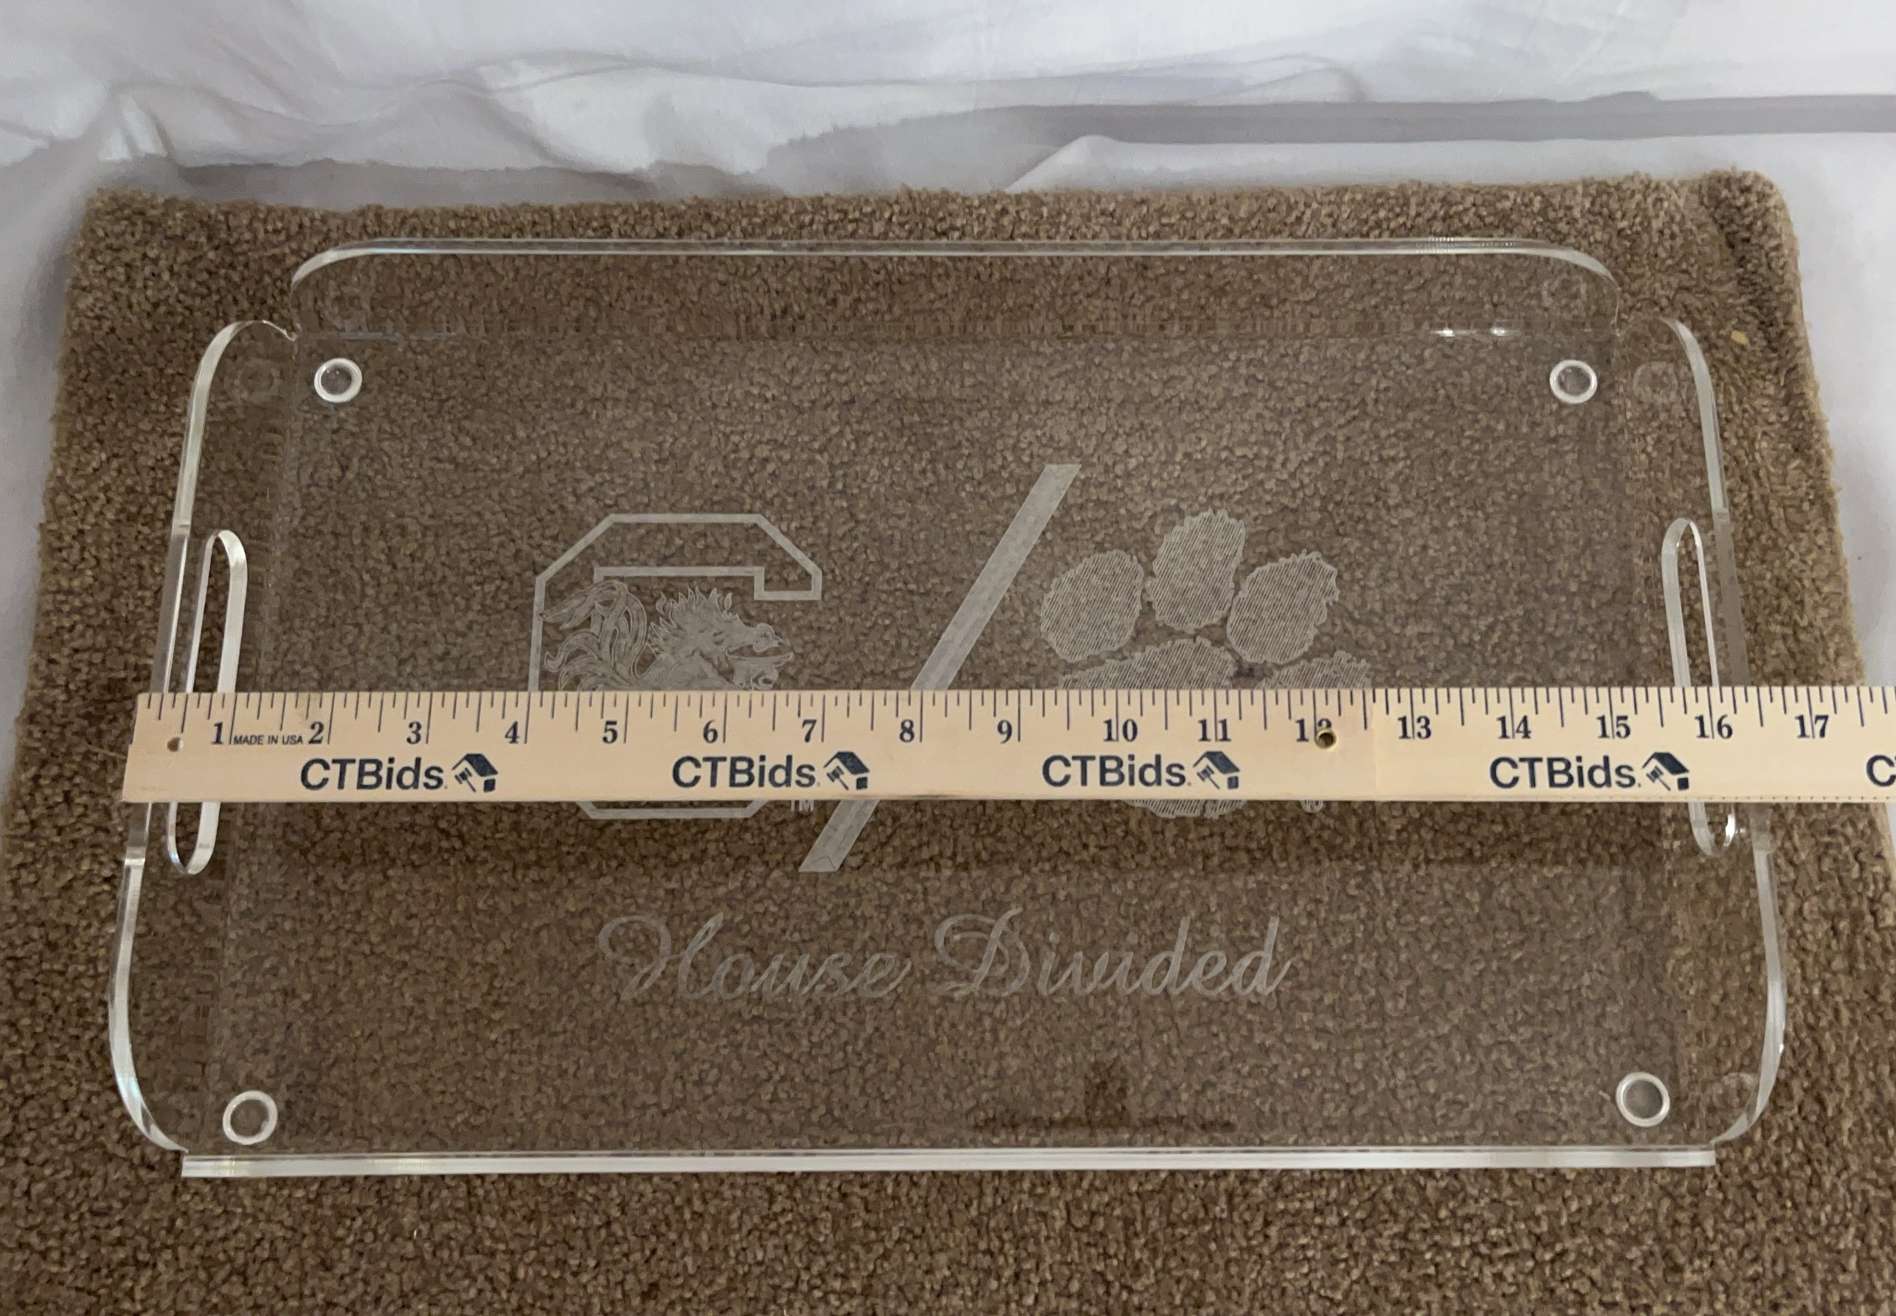 1 MADE IN USA 2 3 4 5 6 7 8 9 10 11 12 13 14 15 16 17
CTBids. CTBids. CTBids. CTBids. C
House Divided